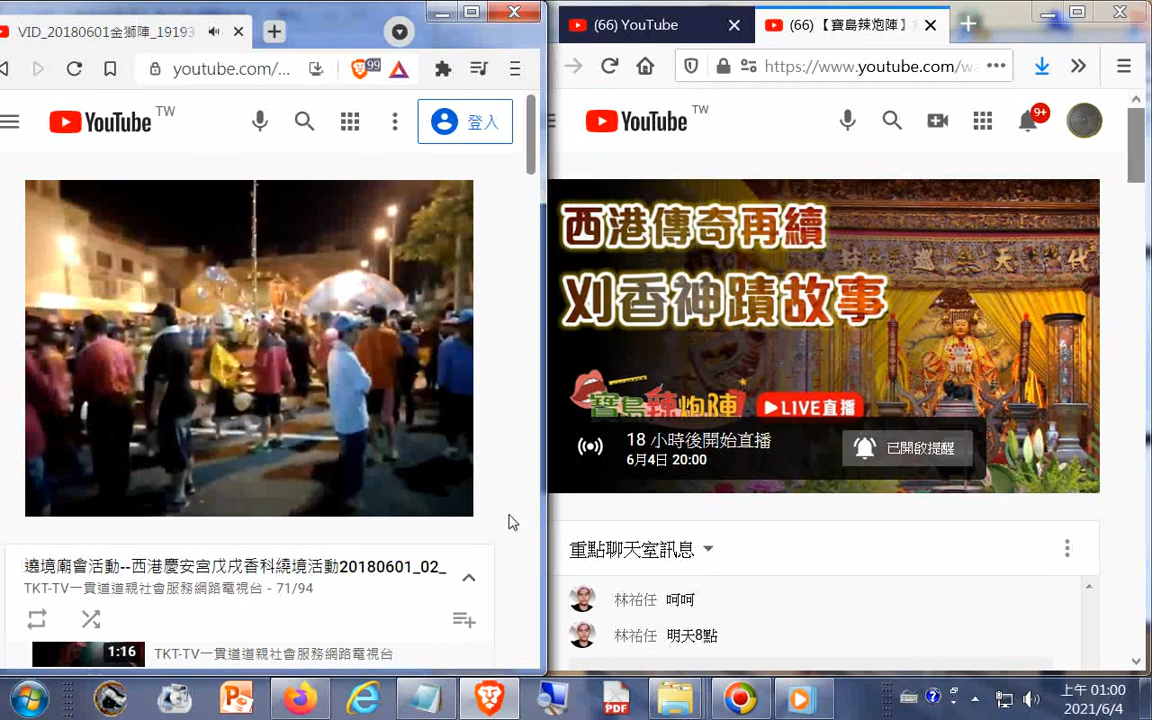 VID_20180601金獅陣_19193
youtube.com/...
99
YouTube TW
登入
遶境廟會活動--西港慶安宮戊戌香科繞境活動20180601_02_
TKT-TV一貫道道親社會服務網路電視台 - 71/94
1:16
TKT-TV一貫道道親社會服務網路電視台
(66) YouTube
(66) 【寶島辣炮陣】
https://www.youtube.com/wa
YouTube TW
9+
西港傳奇再續
刈香神蹟故事
寶島辣炮陣
LIVE直播
18 小時後開始直播
6月4日 20:00
已開啟提醒
重點聊天室訊息
林祐任 呵呵
林祐任 明天8點
PDF
上午 01:00
2021/6/4